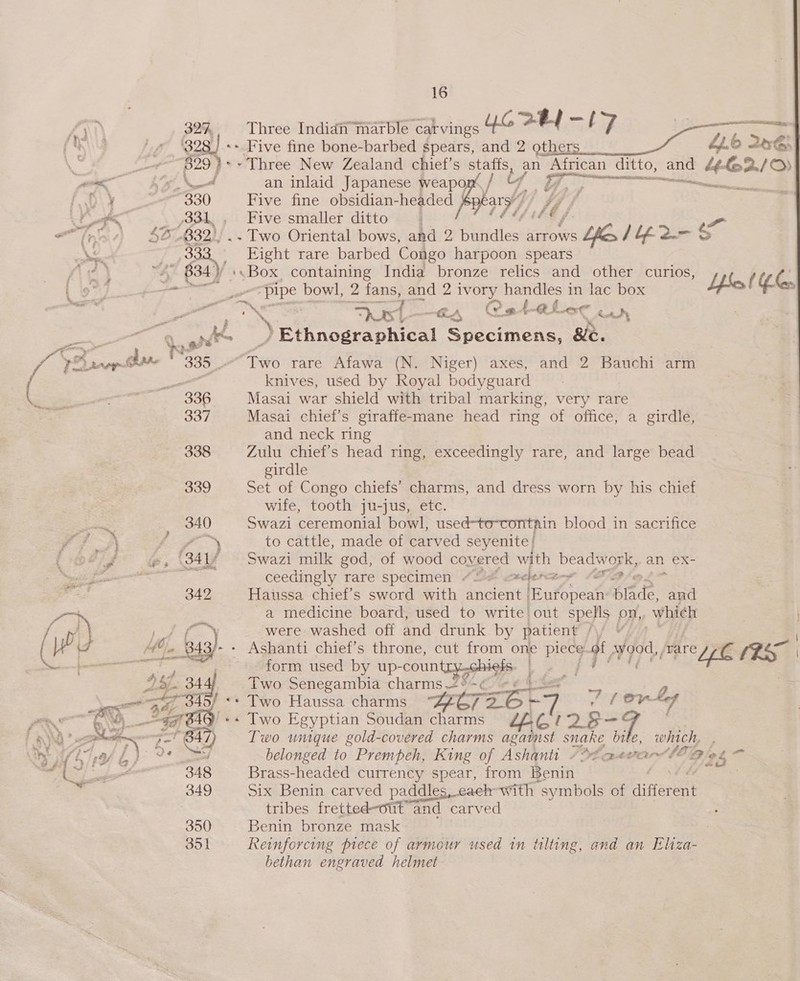 16
327 Three Indian marble carvings 46241-17
328 Five fine bone-barbed spears, and 2 others
329 Three New Zealand chief's staffs, an African ditto, and
an inlaid Japanese weapon
330 Five fine obsidian-headed spears
331 Five smaller ditto
332 Two Oriental bows, and 2 bundles arrows
333 Eight rare barbed Congo harpoon spears
334 Box containing India bronze relics and other curios,
pipe bowl, 2 fans, and 2 ivory handles in lac box
Ethnographical Specimens, &c.
335 Two rare Afawa (N. Niger) axes, and 2 Bauchi arm
knives, used by Royal bodyguard
336 Masai war shield with tribal marking, very rare
337 Masai chief's giraffe-mane head ring of office, a girdle,
and neck ring
338 Zulu chief's head ring, exceedingly rare, and large bead
girdle
339 Set of Congo chiefs' charms, and dress worn by his chief
wife, tooth ju-jus, etc.
340 Swazi ceremonial bowl, used to contain blood in sacrifice
to cattle, made of carved seyenite
341 Swazi milk god, of wood covered with beadwork, an ex-
ceedingly rare specimen
342 Haussa chief's sword with ancient European blade, and
a medicine board, used to write out spells on, which
were washed off and drunk by patient
343 Ashanti chief's throne, cut from one piece of wood, rare
form used by up-country chiefs
344 Two Senegambia charms
345 Two Haussa charms 46126-7
346 Two Egyptian Soudan charms 46128-9
347 Two unique gold-covered charms against snake bite, which
belonged to Prempeh, King of Ashanti
348 Brass-headed currency spear, from Benin
349 Six Benin carved paddles, each with symbols of different
tribes fretted out and carved
350 Benin bronze mask
351 Reinforcing piece of armour used in tilting, and an Eliza-
bethan engraved helmet